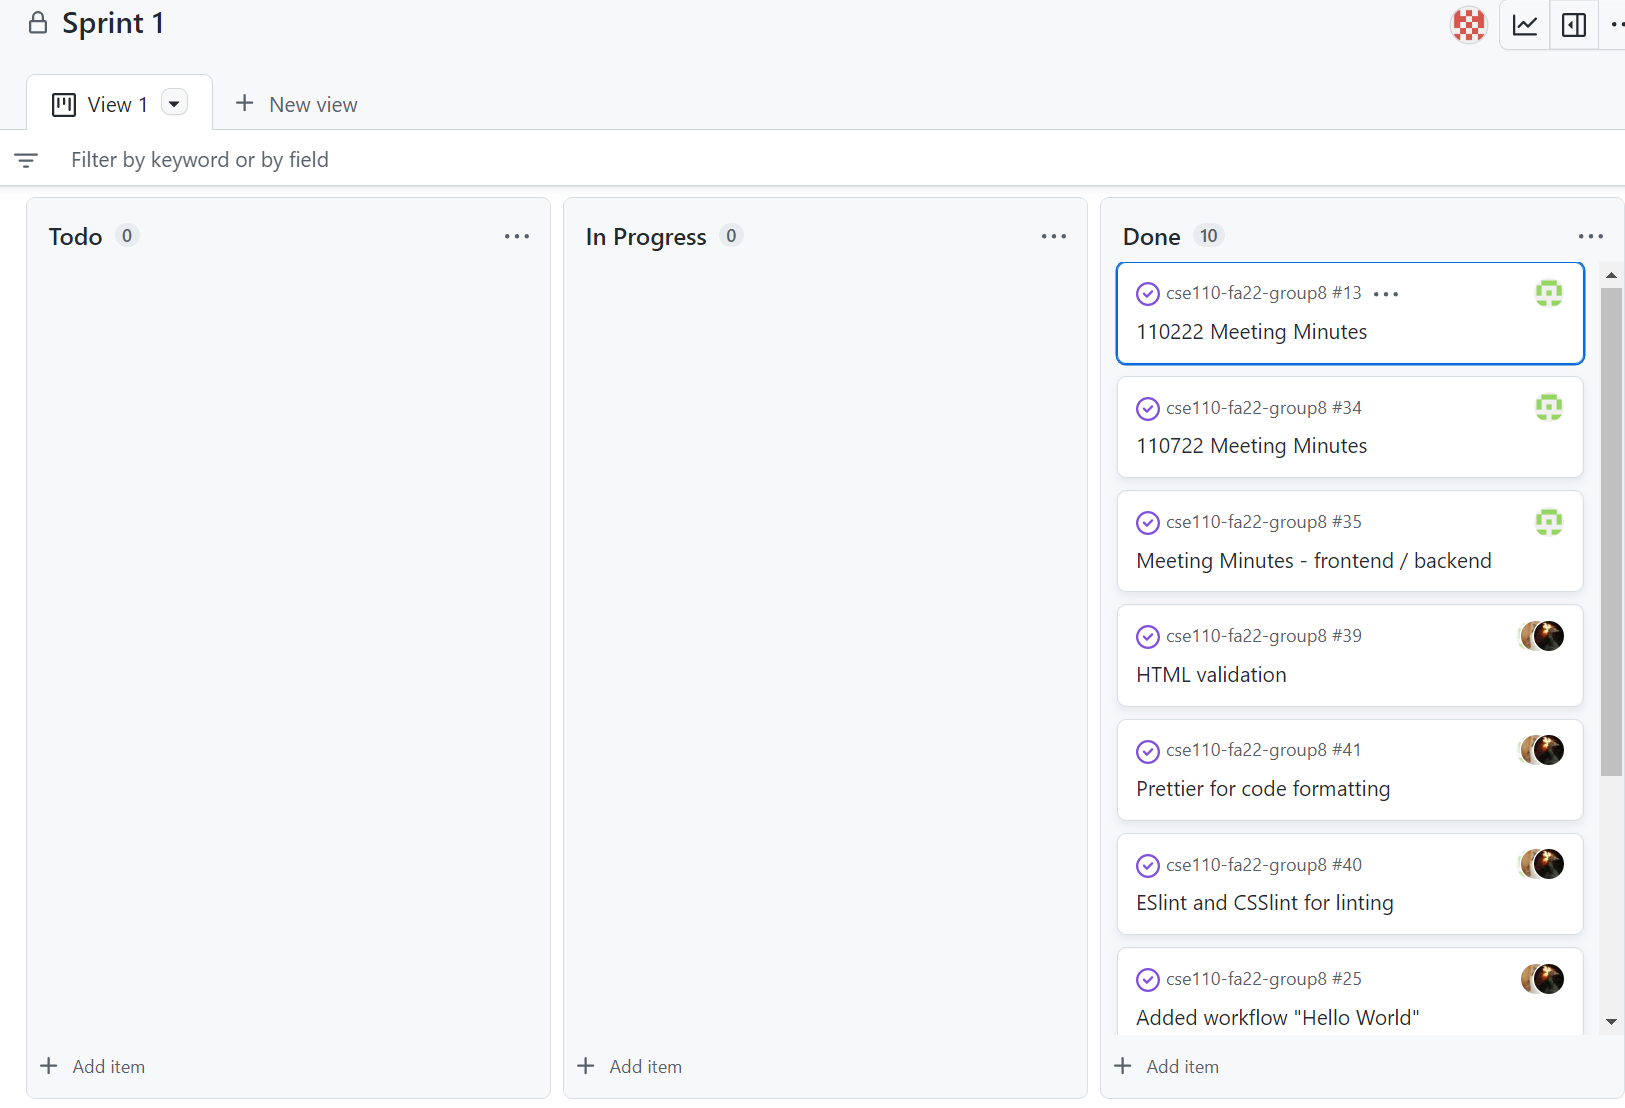 Sprint 1
View 1
New view
Filter by keyword or by field
Todo 0
In Progress 0
Done 10
cse110-fa22-group8 #13
110222 Meeting Minutes
cse110-fa22-group8 #34
110722 Meeting Minutes
cse110-fa22-group8 #35
Meeting Minutes - frontend / backend
cse110-fa22-group8 #39
HTML validation
cse110-fa22-group8 #41
Prettier for code formatting
cse110-fa22-group8 #40
ESlint and CSSlint for linting
cse110-fa22-group8 #25
Added workflow "Hello World"
Add item
Add item
Add item